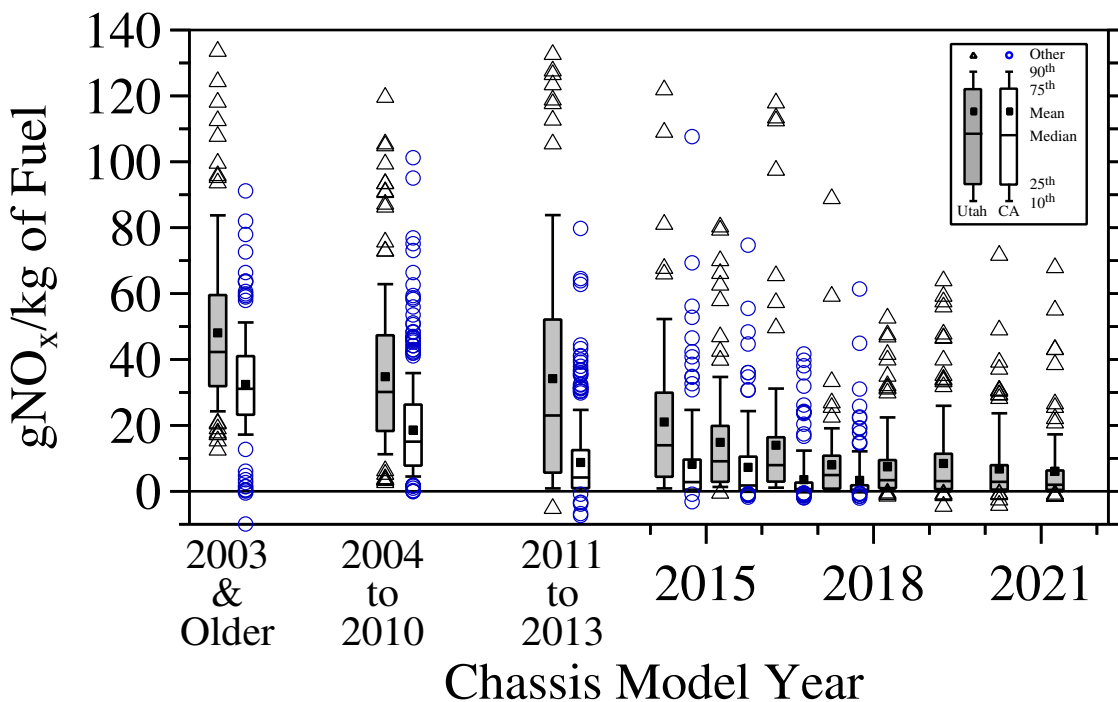 gNOx/kg of Fuel
140
120
100
80
60
40
20
0
Other
90th
75th
Mean
Median
25th
10th
Utah CA
2003 & Older
2004 to 2010
2011 to 2013
2015
2018
2021
Chassis Model Year